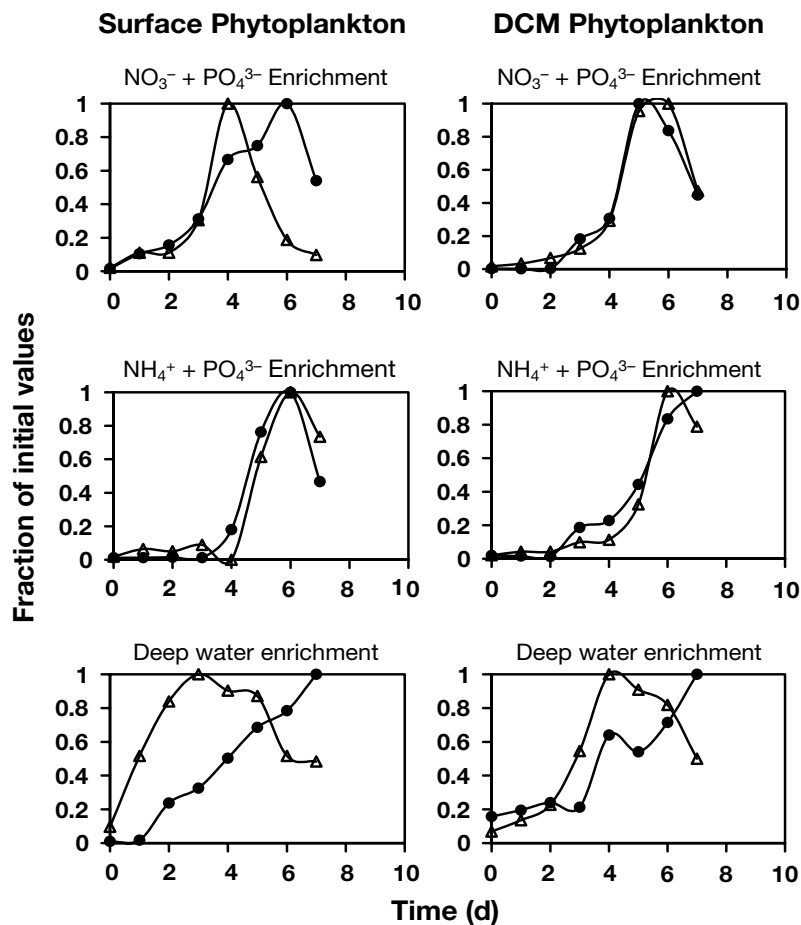 Surface Phytoplankton
DCM Phytoplankton
NO₃⁻ + PO₄³⁻ Enrichment
NO₃⁻ + PO₄³⁻ Enrichment
1
0.8
0.6
0.4
0.2
0
0 2 4 6 8 10
1
0.8
0.6
0.4
0.2
0
0 2 4 6 8 10
NH₄⁺ + PO₄³⁻ Enrichment
NH₄⁺ + PO₄³⁻ Enrichment
1
0.8
0.6
0.4
0.2
0
0 2 4 6 8 10
1
0.8
0.6
0.4
0.2
0
0 2 4 6 8 10
Deep water enrichment
Deep water enrichment
1
0.8
0.6
0.4
0.2
0
0 2 4 6 8 10
1
0.8
0.6
0.4
0.2
0
0 2 4 6 8 10
Fraction of initial values
Time (d)